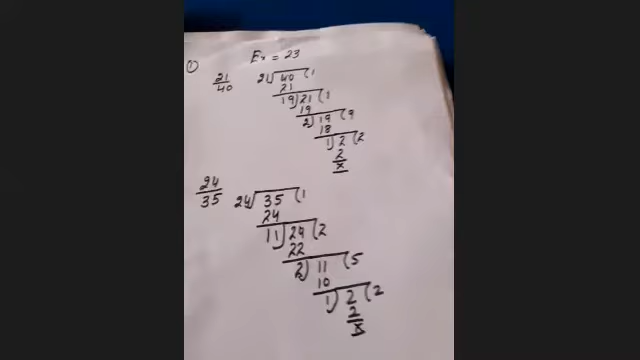 Ex = 23
①
21/40
21) 40 (1
21
19) 21 (1
19
2) 19 (9
18
1) 2 (2
2
x
24/35
24) 35 (1
24
11) 24 (2
22
2) 11 (5
10
1) 2 (2
2
x